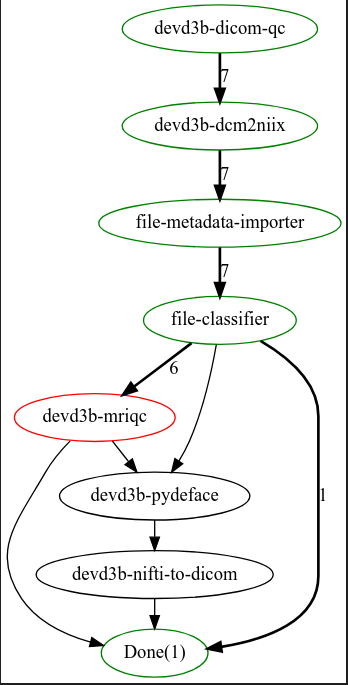 devd3b-dicom-qc
7
devd3b-dcm2niix
7
file-metadata-importer
7
file-classifier
6
devd3b-mriqc
devd3b-pydeface
1
devd3b-nifti-to-dicom
Done(1)